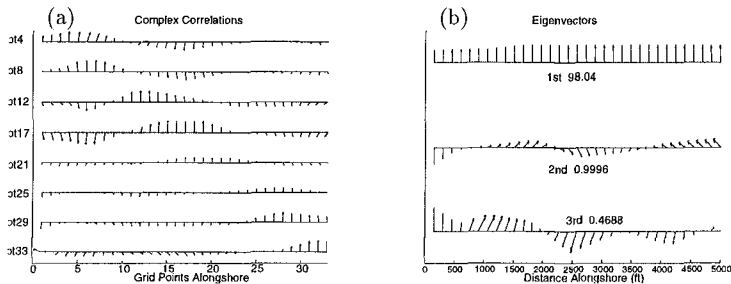 (a)
Complex Correlations
ot4
ot8
ot12
ot17
ot21
ot25
ot29
ot33
0 5 10 15 20 25 30
Grid Points Alongshore
(b)
Eigenvectors
1st 98.04
2nd 0.9996
3rd 0.4688
0 500 1000 1500 2000 2500 3000 3500 4000 4500 5000
Distance Alongshore (ft)